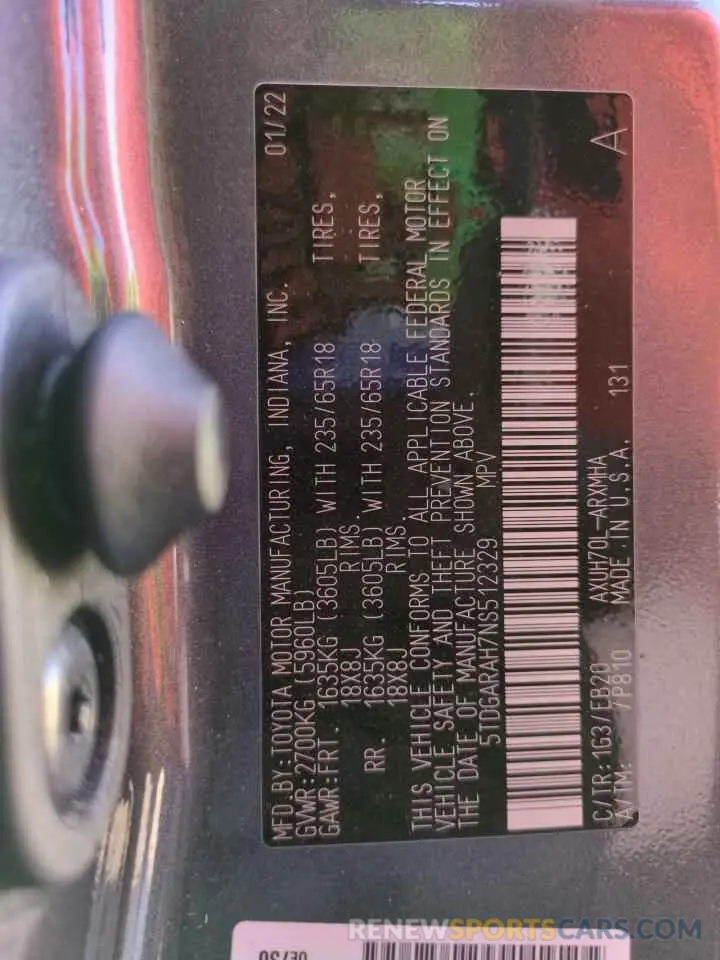 MFD.BY:TOYOTA MOTOR MANUFACTURING, INDIANA, INC. 01/22
GVWR:2700KG(5960LB)
GAWR:FRT. 1635KG (3605LB) WITH 235/65R18 TIRES,
18X8J RIMS.
RR. 1635KG (3605LB) WITH 235/65R18 TIRES,
18X8J RIMS.
THIS VEHICLE CONFORMS TO ALL APPLICABLE FEDERAL MOTOR
VEHICLE SAFETY AND THEFT PREVENTION STANDARDS IN EFFECT ON
THE DATE OF MANUFACTURE SHOWN ABOVE.
5TDGARAH7NS512329 MPV
C/TR:1G3/EB20 AXUH70L-ARXMHA
A/TM: /P810 MADE IN U.S.A. 131 A
0E730
RENEWSPORTSCARS.COM